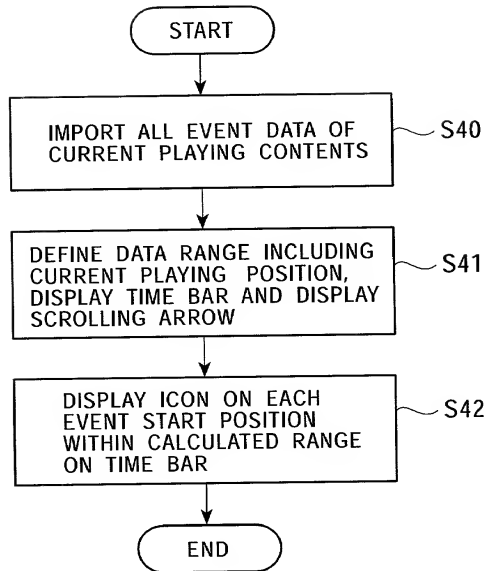 START
IMPORT ALL EVENT DATA OF
CURRENT PLAYING CONTENTS
S40
DEFINE DATA RANGE INCLUDING
CURRENT PLAYING POSITION,
DISPLAY TIME BAR AND DISPLAY
SCROLLING ARROW
S41
DISPLAY ICON ON EACH
EVENT START POSITION
WITHIN CALCULATED RANGE
ON TIME BAR
S42
END